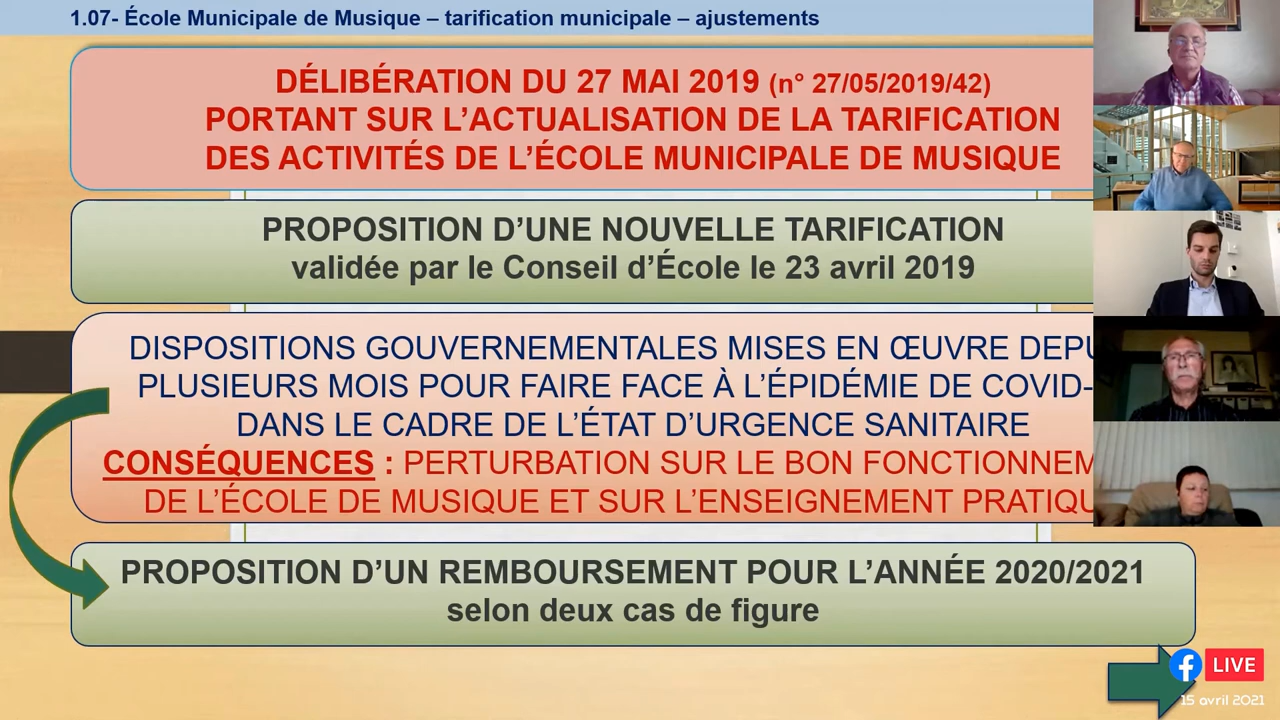 1.07- École Municipale de Musique – tarification municipale – ajustements
DÉLIBÉRATION DU 27 MAI 2019 (n° 27/05/2019/42)
PORTANT SUR L'ACTUALISATION DE LA TARIFICATION
DES ACTIVITÉS DE L'ÉCOLE MUNICIPALE DE MUSIQUE
PROPOSITION D'UNE NOUVELLE TARIFICATION
validée par le Conseil d'École le 23 avril 2019
DISPOSITIONS GOUVERNEMENTALES MISES EN ŒUVRE DEPU
PLUSIEURS MOIS POUR FAIRE FACE À L'ÉPIDÉMIE DE COVID-
DANS LE CADRE DE L'ÉTAT D'URGENCE SANITAIRE
CONSÉQUENCES : PERTURBATION SUR LE BON FONCTIONNEM
DE L'ÉCOLE DE MUSIQUE ET SUR L'ENSEIGNEMENT PRATIQU
PROPOSITION D'UN REMBOURSEMENT POUR L'ANNÉE 2020/2021
selon deux cas de figure
LIVE
15 avril 2021